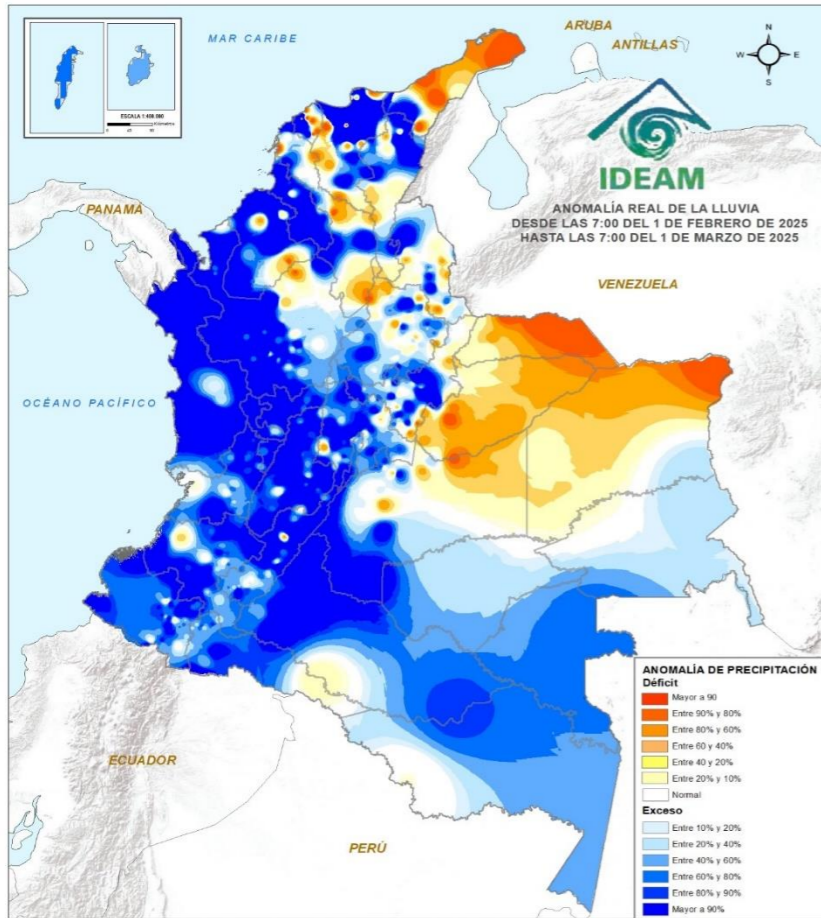 MAR CARIBE
ARUBA
ANTILLAS
N
W
E
S
ESCALA 1:450.000
IDEAM
ANOMALÍA REAL DE LA LLUVIA
DESDE LAS 7:00 DEL 1 DE FEBRERO DE 2025
HASTA LAS 7:00 DEL 1 DE MARZO DE 2025
PANAMÁ
VENEZUELA
OCÉANO PACÍFICO
ECUADOR
PERÚ
ANOMALÍA DE PRECIPITACIÓN
Déficit
Mayor a 90
Entre 90% y 80%
Entre 80% y 60%
Entre 60 y 40%
Entre 40 y 20%
Entre 20% y 10%
Normal
Exceso
Entre 10% y 20%
Entre 20% y 40%
Entre 40% y 60%
Entre 60% y 80%
Entre 80% y 90%
Mayor a 90%